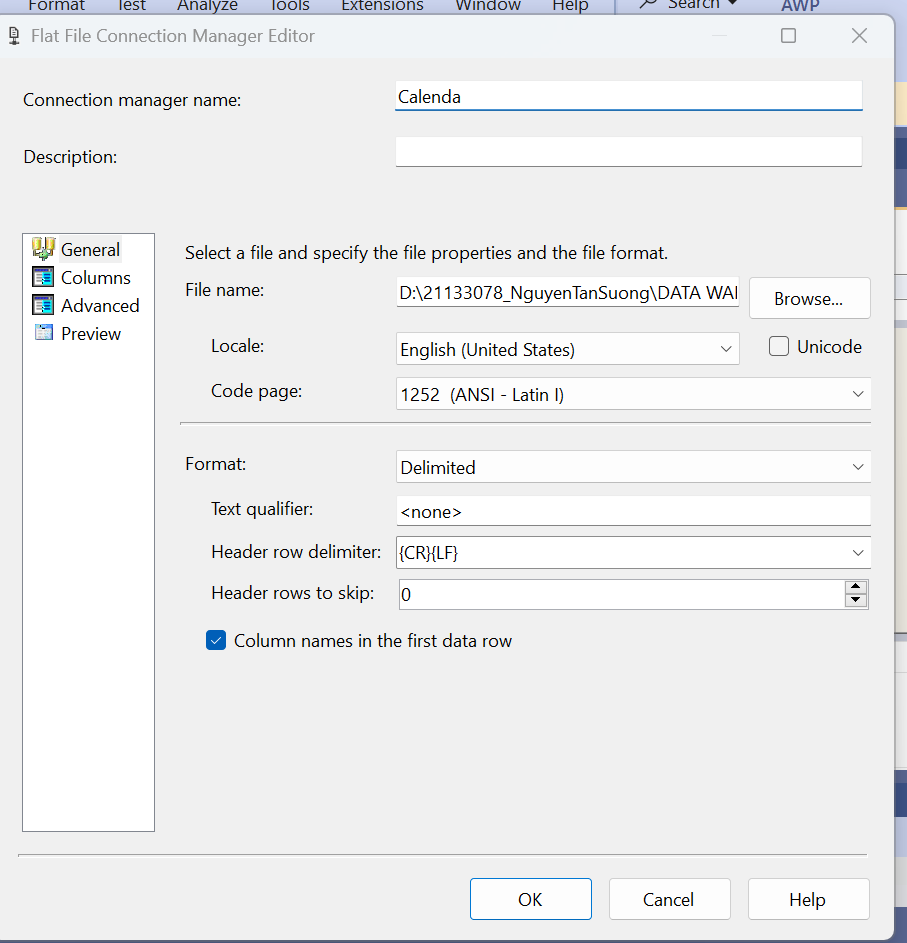 Format Test Analyze Tools Extensions Window Help Search AWP
Flat File Connection Manager Editor
Connection manager name: Calenda
Description:
General
Columns
Advanced
Preview
Select a file and specify the file properties and the file format.
File name: D:\21133078_NguyenTanSuong\DATA WAI Browse...
Locale: English (United States) Unicode
Code page: 1252 (ANSI - Latin I)
Format: Delimited
Text qualifier: <none>
Header row delimiter: {CR}{LF}
Header rows to skip: 0
Column names in the first data row
OK Cancel Help